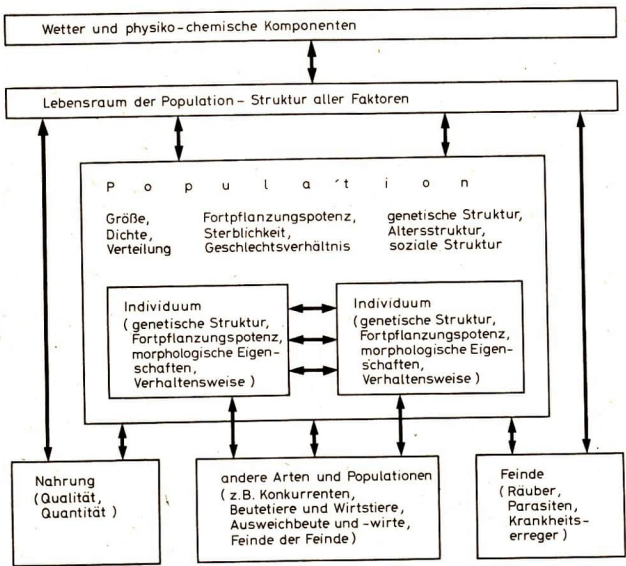 Wetter und physiko-chemische Komponenten
Lebensraum der Population – Struktur aller Faktoren
Population
Größe,
Dichte,
Verteilung
Fortpflanzungspotenz,
Sterblichkeit,
Geschlechtsverhältnis
genetische Struktur,
Altersstruktur,
soziale Struktur
Individuum
( genetische Struktur,
Fortpflanzungspotenz,
morphologische Eigen-
schaften,
Verhaltensweise )
Individuum
( genetische Struktur,
Fortpflanzungspotenz,
morphologische Eigen-
schaften,
Verhaltensweise )
Nahrung
( Qualität,
Quantität )
andere Arten und Populationen
( z.B. Konkurrenten,
Beutetiere und Wirtstiere,
Ausweichbeute und -wirte,
Feinde der Feinde )
Feinde
( Räuber,
Parasiten,
Krankheits-
erreger )